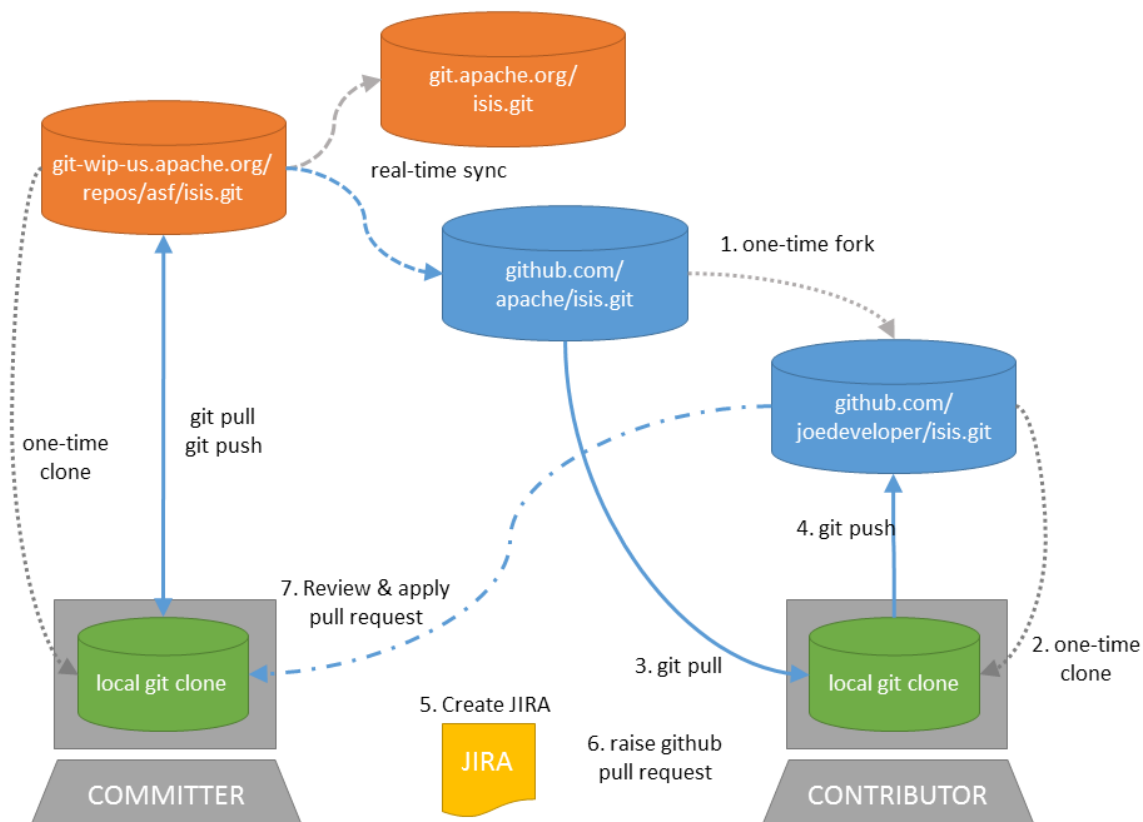 git.apache.org/
isis.git
git-wip-us.apache.org/
repos/asf/isis.git
real-time sync
1. one-time fork
github.com/
apache/isis.git
github.com/
joedeveloper/isis.git
git pull
git push
one-time
clone
4. git push
7. Review & apply
pull request
2. one-time
clone
3. git pull
local git clone
local git clone
5. Create JIRA
JIRA
6. raise github
pull request
COMMITTER
CONTRIBUTOR